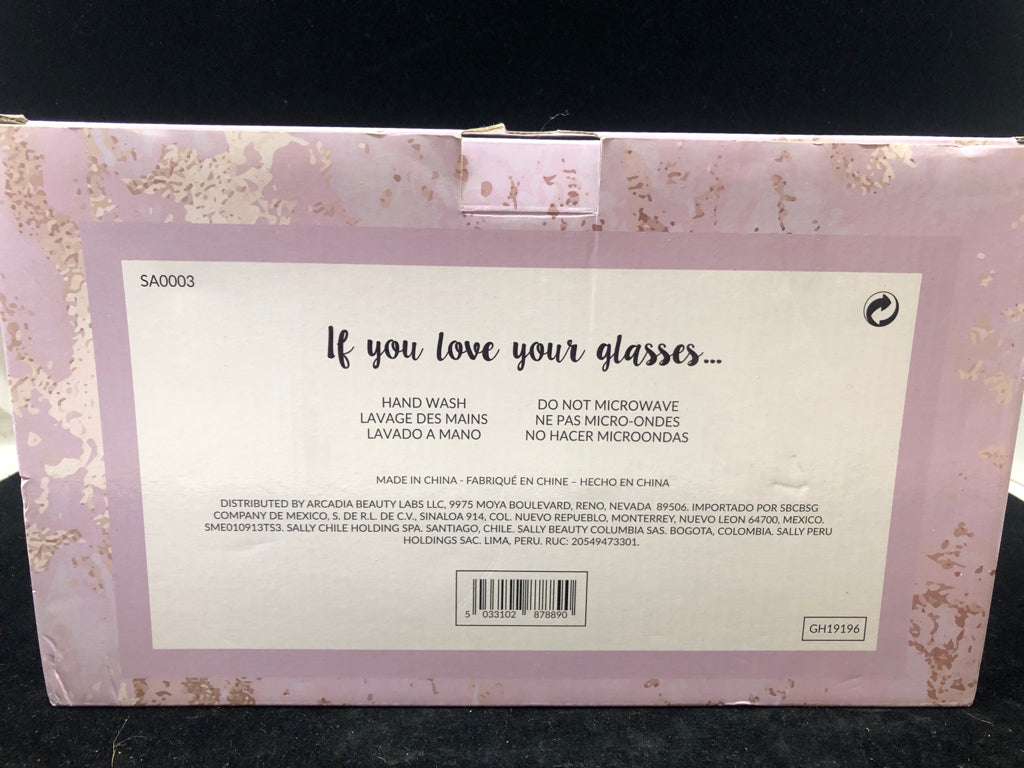 SA0003
If you love your glasses...
HAND WASH
LAVAGE DES MAINS
LAVADO A MANO
DO NOT MICROWAVE
NE PAS MICRO-ONDES
NO HACER MICROONDAS
MADE IN CHINA - FABRIQUÉ EN CHINE – HECHO EN CHINA
DISTRIBUTED BY ARCADIA BEAUTY LABS LLC, 9975 MOYA BOULEVARD, RENO, NEVADA 89506. IMPORTADO POR SBCBSG
COMPANY DE MEXICO, S. DE R.L. DE C.V., SINALOA 914, COL. NUEVO REPUEBLO, MONTERREY, NUEVO LEON 64700, MEXICO.
SME010913TS3. SALLY CHILE HOLDING SPA. SANTIAGO, CHILE. SALLY BEAUTY COLUMBIA SAS. BOGOTA, COLOMBIA. SALLY PERU
HOLDINGS SAC. LIMA, PERU. RUC: 20549473301.
5 033102 878890
GH19196